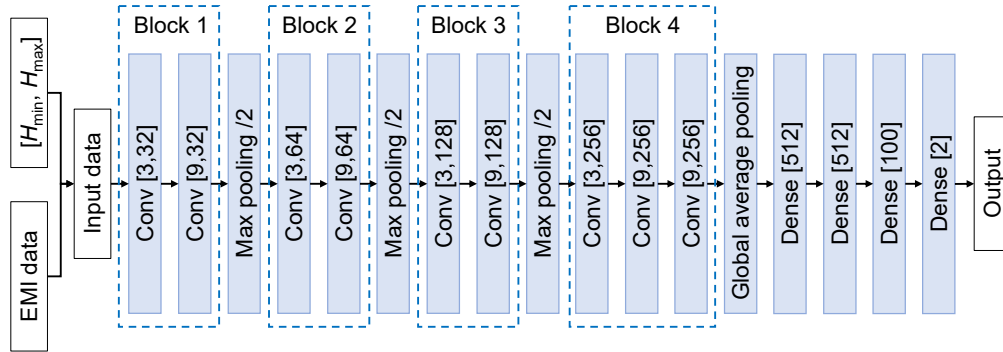 Block 1
Block 2
Block 3
Block 4
[Hmin, Hmax]
EMI data
Input data
Conv [3,32]
Conv [9,32]
Max pooling /2
Conv [3,64]
Conv [9,64]
Max pooling /2
Conv [3,128]
Conv [9,128]
Max pooling /2
Conv [3,256]
Conv [9,256]
Conv [9,256]
Global average pooling
Dense [512]
Dense [512]
Dense [100]
Dense [2]
Output